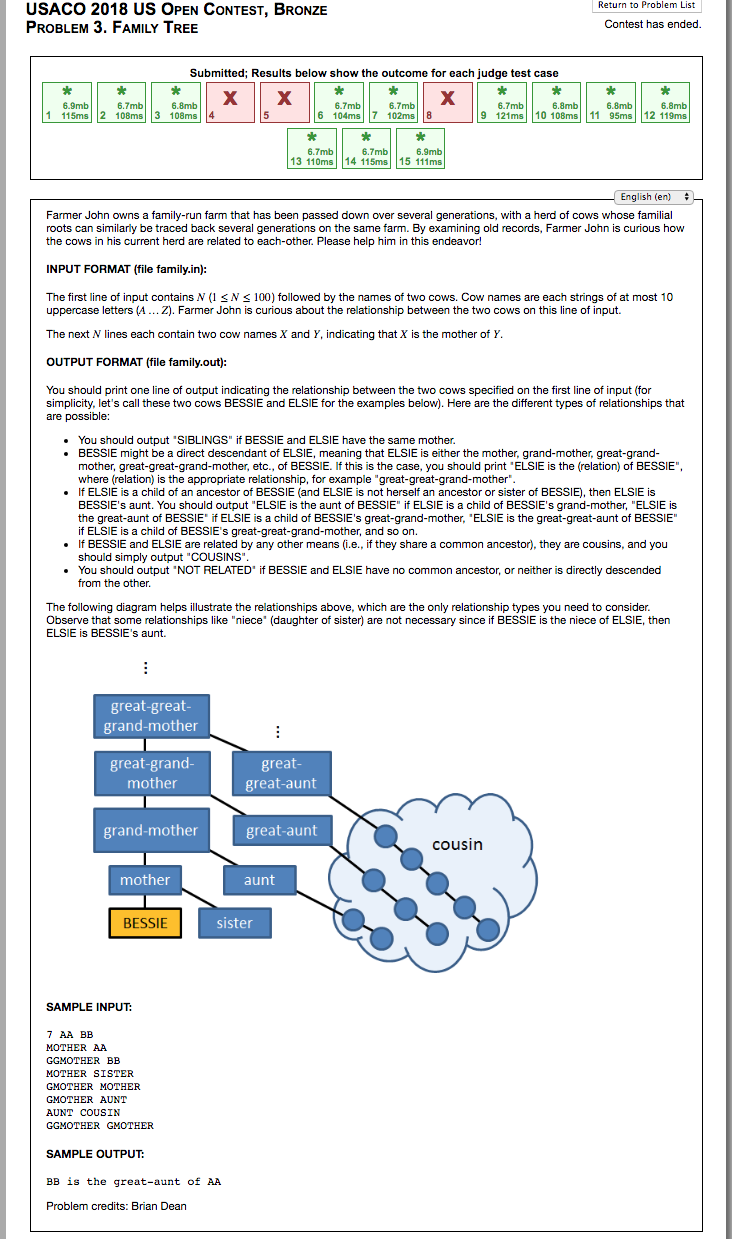 USACO 2018 US OPEN CONTEST, BRONZE
PROBLEM 3. FAMILY TREE
Return to Problem List
Contest has ended.
Submitted; Results below show the outcome for each judge test case
* * * X X * * X * * * *
6.9mb 6.7mb 6.8mb 6.7mb 6.7mb 6.7mb 6.8mb 6.8mb 6.8mb
1 115ms 2 108ms 3 108ms 4 5 6 104ms 7 102ms 8 9 121ms 10 108ms 11 95ms 12 119ms
* * *
6.7mb 6.7mb 6.9mb
13 110ms 14 115ms 15 111ms
English (en)
Farmer John owns a family-run farm that has been passed down over several generations, with a herd of cows whose familial
roots can similarly be traced back several generations on the same farm. By examining old records, Farmer John is curious how
the cows in his current herd are related to each-other. Please help him in this endeavor!
INPUT FORMAT (file family.in):
The first line of input contains N (1 ≤ N ≤ 100) followed by the names of two cows. Cow names are each strings of at most 10
uppercase letters (A … Z). Farmer John is curious about the relationship between the two cows on this line of input.
The next N lines each contain two cow names X and Y, indicating that X is the mother of Y.
OUTPUT FORMAT (file family.out):
You should print one line of output indicating the relationship between the two cows specified on the first line of input (for
simplicity, let's call these two cows BESSIE and ELSIE for the examples below). Here are the different types of relationships that
are possible:
• You should output "SIBLINGS" if BESSIE and ELSIE have the same mother.
• BESSIE might be a direct descendant of ELSIE, meaning that ELSIE is either the mother, grand-mother, great-grand-
mother, great-great-grand-mother, etc., of BESSIE. If this is the case, you should print "ELSIE is the (relation) of BESSIE",
where (relation) is the appropriate relationship, for example "great-great-grand-mother".
• If ELSIE is a child of an ancestor of BESSIE (and ELSIE is not herself an ancestor or sister of BESSIE), then ELSIE is
BESSIE's aunt. You should output "ELSIE is the aunt of BESSIE" if ELSIE is a child of BESSIE's grand-mother, "ELSIE is
the great-aunt of BESSIE" if ELSIE is a child of BESSIE's great-grand-mother, "ELSIE is the great-great-aunt of BESSIE"
if ELSIE is a child of BESSIE's great-great-grand-mother, and so on.
• If BESSIE and ELSIE are related by any other means (i.e., if they share a common ancestor), they are cousins, and you
should simply output "COUSINS".
• You should output "NOT RELATED" if BESSIE and ELSIE have no common ancestor, or neither is directly descended
from the other.
The following diagram helps illustrate the relationships above, which are the only relationship types you need to consider.
Observe that some relationships like "niece" (daughter of sister) are not necessary since if BESSIE is the niece of ELSIE, then
ELSIE is BESSIE's aunt.
great-great-
grand-mother
great-grand-
mother
great-
great-aunt
grand-mother
great-aunt
cousin
mother
aunt
BESSIE
sister
SAMPLE INPUT:
7 AA BB
MOTHER AA
GGMOTHER BB
MOTHER SISTER
GMOTHER MOTHER
GMOTHER AUNT
AUNT COUSIN
GGMOTHER GMOTHER
SAMPLE OUTPUT:
BB is the great-aunt of AA
Problem credits: Brian Dean